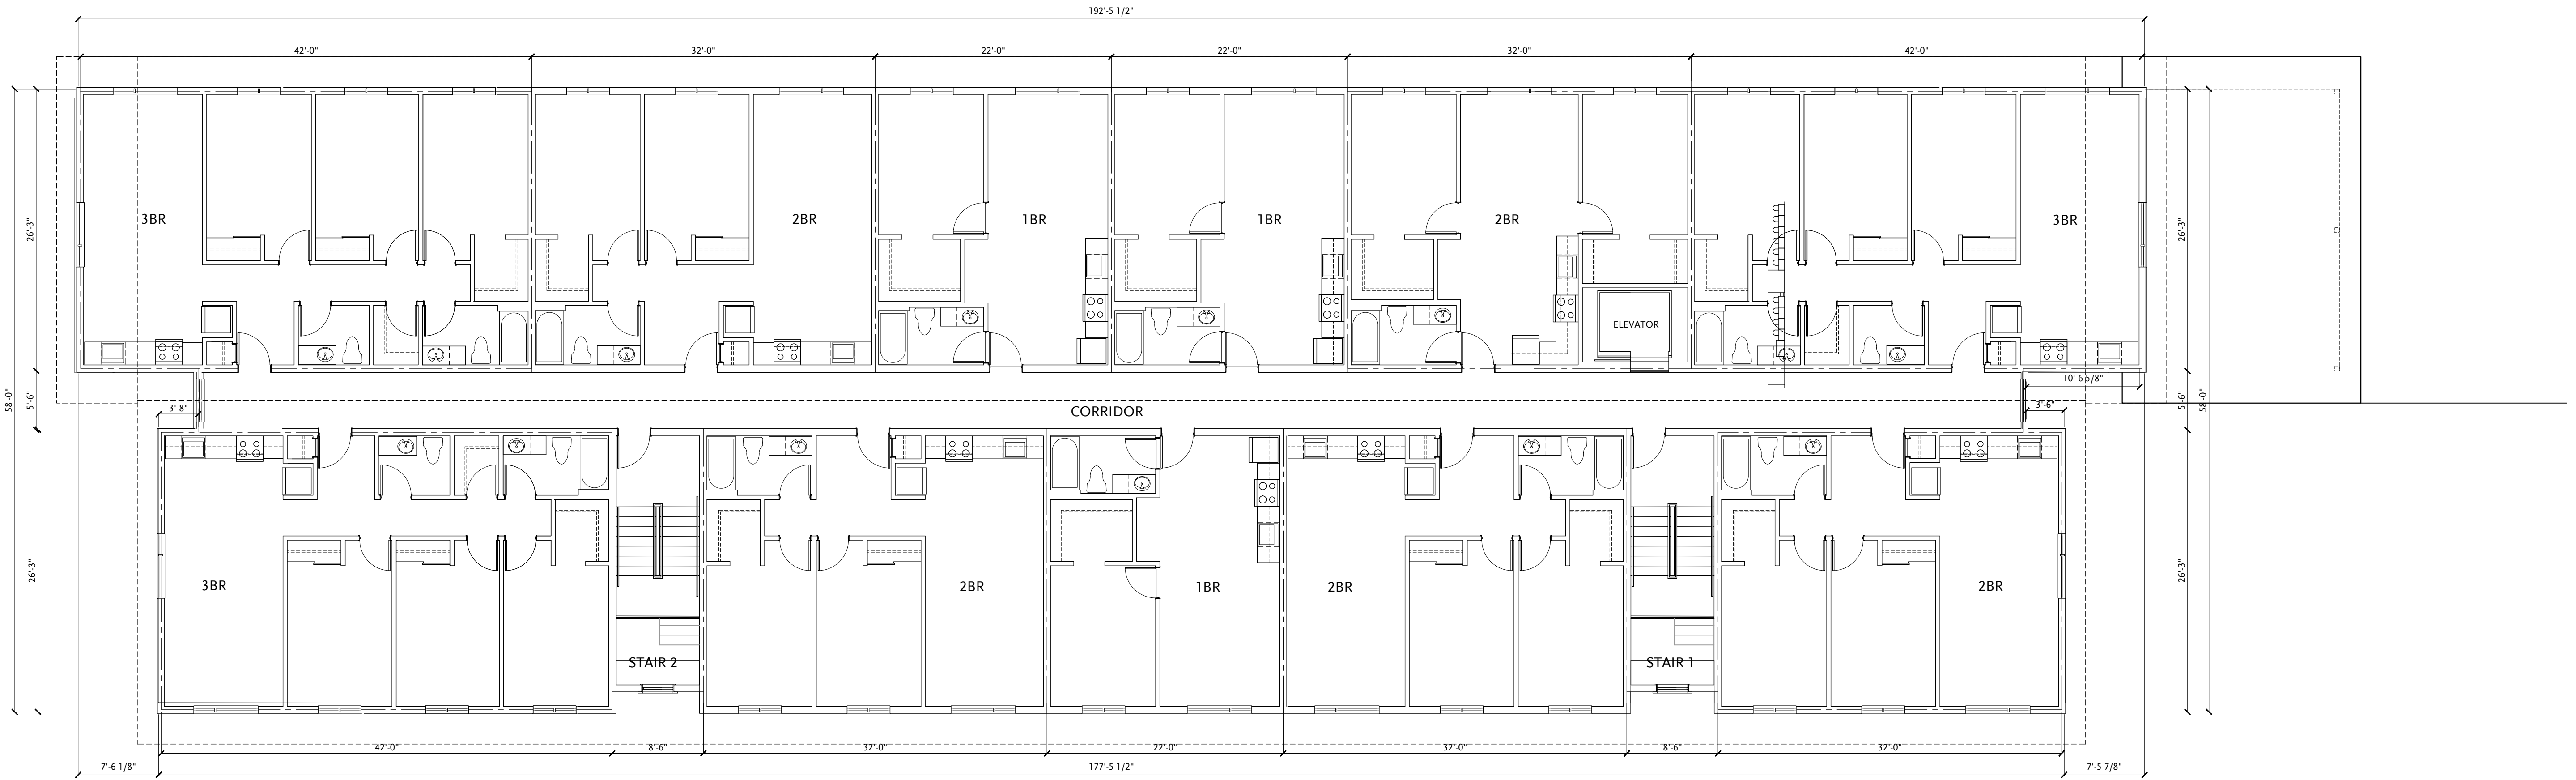 192'-5 1/2"
42'-0"
32'-0"
22'-0"
22'-0"
32'-0"
42'-0"
3BR
2BR
1BR
1BR
2BR
3BR
26'-3"
26'-3"
ELEVATOR
10'-6 5/8"
58'-0"
5'-6"
3'-8"
CORRIDOR
3'-6"
5'-6"
58'-0"
26'-3"
26'-3"
3BR
2BR
1BR
2BR
2BR
STAIR 2
STAIR 1
42'-0"
8'-6"
32'-0"
22'-0"
32'-0"
8'-6"
32'-0"
7'-6 1/8"
177'-5 1/2"
7'-5 7/8"